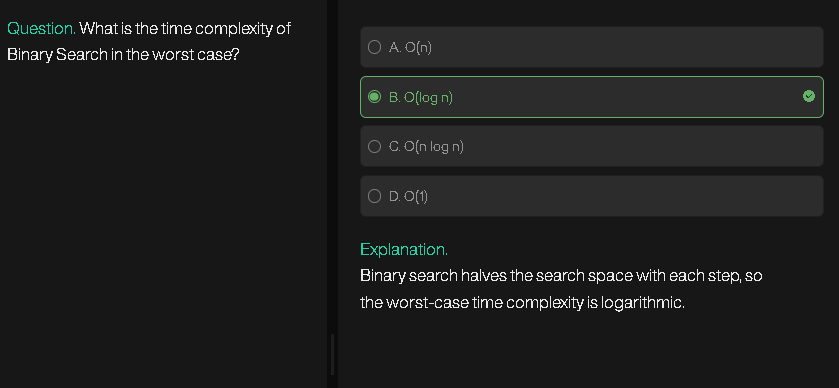 Question. What is the time complexity of
Binary Search in the worst case?
A. O(n)
B. O(log n)
C. O(n log n)
D. O(1)
Explanation.
Binary search halves the search space with each step, so
the worst-case time complexity is logarithmic.